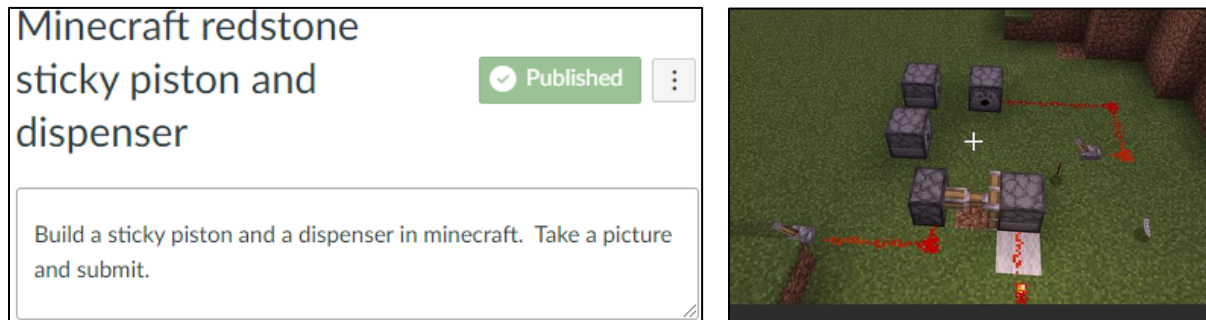 Minecraft redstone
sticky piston and
dispenser
Published
Build a sticky piston and a dispenser in minecraft.  Take a picture
and submit.